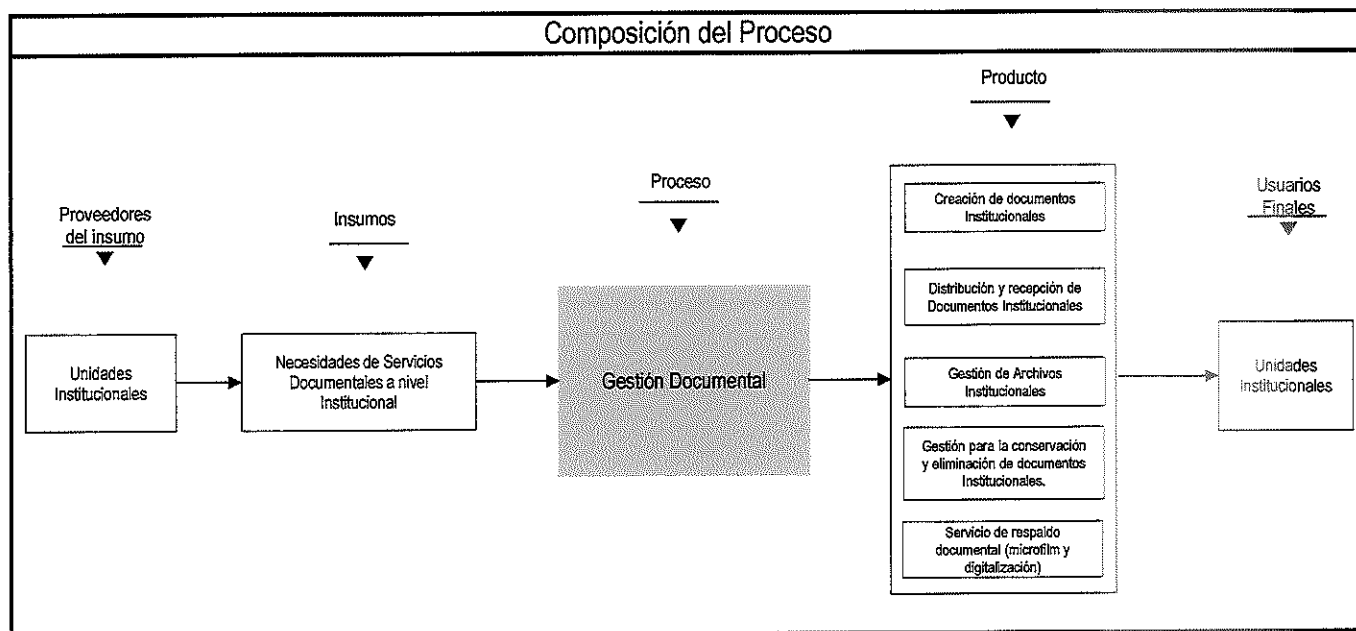 Composición del Proceso
Proveedores
del insumo
Unidades
Institucionales
Insumos
Necesidades de Servicios
Documentales a nivel
Institucional
Proceso
Gestión Documental
Producto
Creación de documentos
Institucionales
Distribución y recepción de
Documentos Institucionales
Gestión de Archivos
Institucionales
Gestión para la conservación
y eliminación de documentos
Institucionales.
Servicio de respaldo
documental (microfilm y
digitalización)
Usuarios
Finales
Unidades
Institucionales